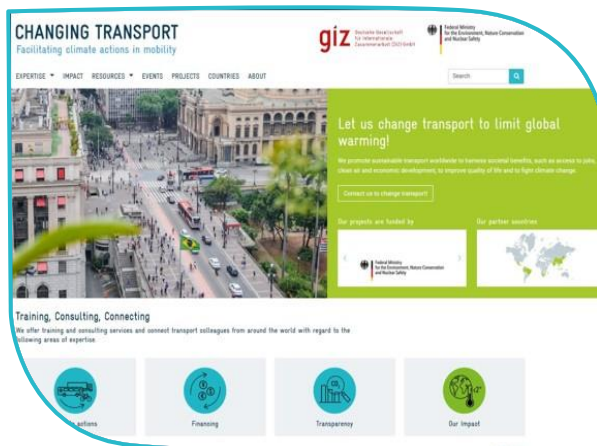 CHANGING TRANSPORT
Facilitating climate actions in mobility
giz Deutsche Gesellschaft
für Internationale
Zusammenarbeit (GIZ) GmbH
Federal Ministry
for the Environment, Nature Conservation
and Nuclear Safety
EXPERTISE IMPACT RESOURCES EVENTS PROJECTS COUNTRIES ABOUT
Search
Let us change transport to limit global
warming!
We promote sustainable transport worldwide to harness societal benefits, such as access to jobs,
clean air and economic development, to improve quality of life and to fight climate change.
Contact us to change transport!
Our projects are funded by
Our partner countries
Federal Ministry
for the Environment, Nature Conservation
and Nuclear Safety
Training, Consulting, Connecting
We offer training and consulting services and connect transport colleagues from around the world with regard to the
following areas of expertise
actions
Financing
Transparency
Our Impact